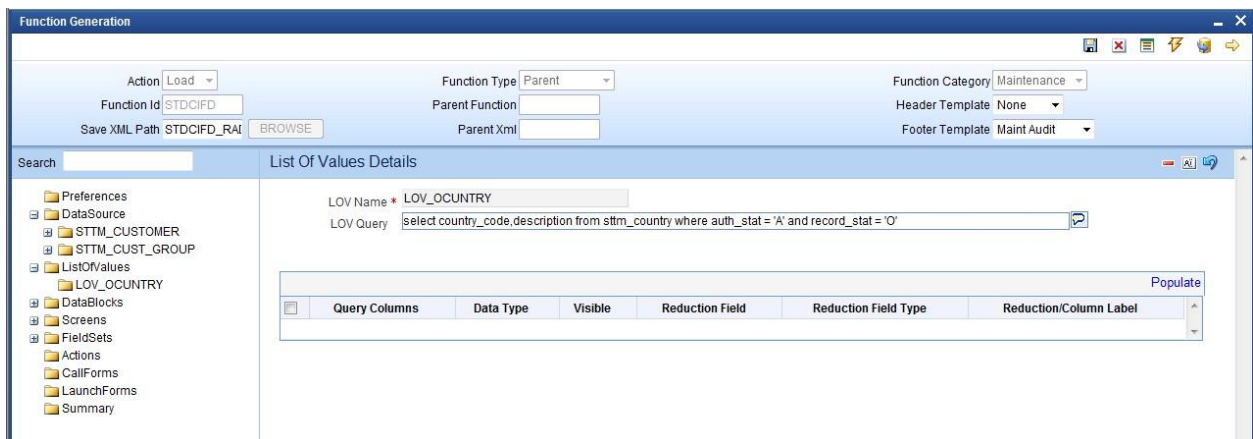 Function Generation
Action Load Function Type Parent Function Category Maintenance
Function Id STDCIFD Parent Function Header Template None
Save XML Path STDCIFD_RAD BROWSE Parent Xml Footer Template Maint Audit
Search List Of Values Details
Preferences
DataSource
STTM_CUSTOMER
STTM_CUST_GROUP
ListOfValues
LOV_OCUNTRY
DataBlocks
Screens
FieldSets
Actions
CallForms
LaunchForms
Summary
LOV Name * LOV_OCUNTRY
LOV Query select country_code,description from sttm_country where auth_stat = 'A' and record_stat = 'O'
Populate
Query Columns Data Type Visible Reduction Field Reduction Field Type Reduction/Column Label